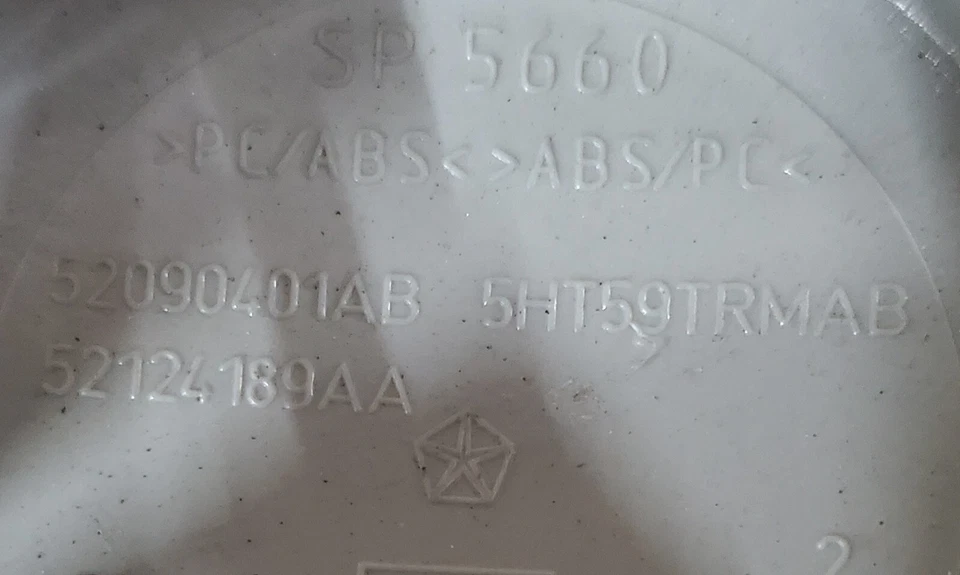 SP 5660
>PC/ABS< >ABS/PC<
52090401AB 5HT59TRMAB
52124189AA
2